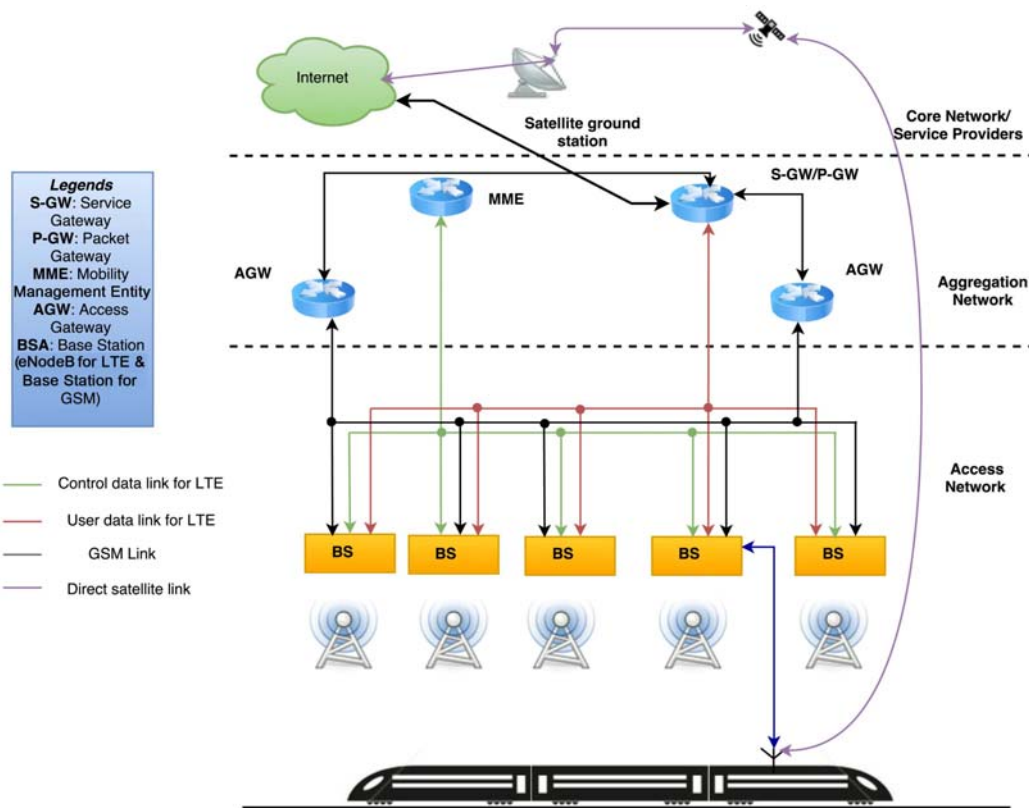 Internet
Satellite ground
station
Core Network/
Service Providers
Legends
S-GW: Service
Gateway
P-GW: Packet
Gateway
MME: Mobility
Management Entity
AGW: Access
Gateway
BSA: Base Station
(eNodeB for LTE &
Base Station for
GSM)
MME
S-GW/P-GW
AGW
AGW
Aggregation
Network
Control data link for LTE
User data link for LTE
GSM Link
Direct satellite link
Access
Network
BS
BS
BS
BS
BS